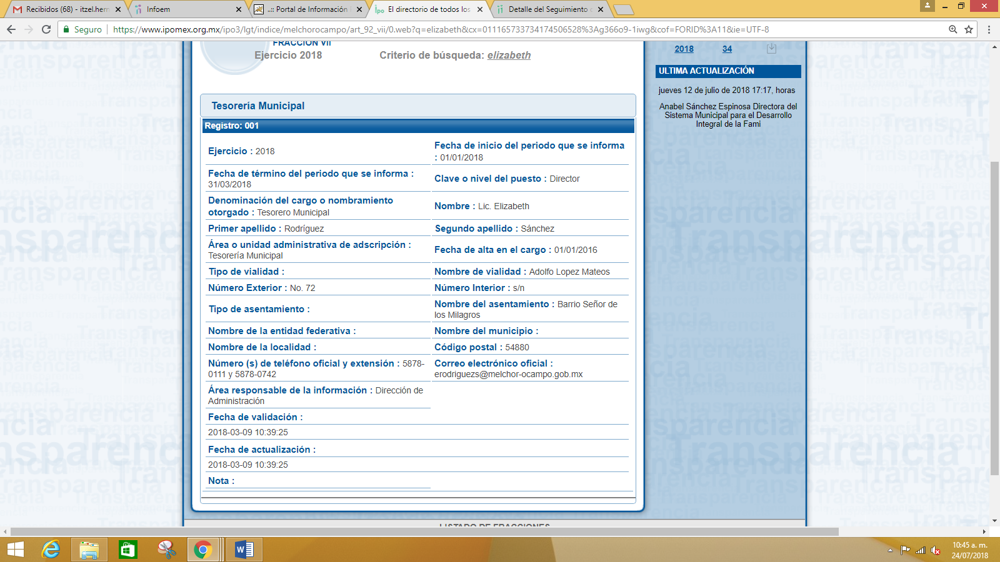 Recibidos (68) - itzel.hern
Infoem
..:: Portal de Información
El directorio de todos los
Detalle del Seguimiento
Seguro
https://www.ipomex.org.mx/ipo3/lgt/indice/melchorocampo/art_92_vii/0.web?q=elizabeth&cx=011116573373417450652​8%3Ag366o9-1iwg&cof=FORID%3A11&ie=UTF-8
FRACCIÓN VII
Ejercicio 2018
Criterio de búsqueda: elizabeth
2018 34
ULTIMA ACTUALIZACIÓN
jueves 12 de julio de 2018 17:17, horas
Anabel Sánchez Espinosa Directora del
Sistema Municipal para el Desarrollo
Integral de la Fami
Tesorería Municipal
Registro: 001
Ejercicio : 2018
Fecha de inicio del periodo que se informa
: 01/01/2018
Fecha de término del periodo que se informa :
31/03/2018
Clave o nivel del puesto : Director
Denominación del cargo o nombramiento
otorgado : Tesorero Municipal
Nombre : Lic. Elizabeth
Primer apellido : Rodríguez
Segundo apellido : Sánchez
Área o unidad administrativa de adscripción :
Tesorería Municipal
Fecha de alta en el cargo : 01/01/2016
Tipo de vialidad :
Nombre de vialidad : Adolfo Lopez Mateos
Número Exterior : No. 72
Número Interior : s/n
Tipo de asentamiento :
Nombre del asentamiento : Barrio Señor de
los Milagros
Nombre de la entidad federativa :
Nombre del municipio :
Nombre de la localidad :
Código postal : 54880
Número (s) de teléfono oficial y extensión : 5878-
0111 y 5878-0742
Correo electrónico oficial :
erodriguezs@melchor-ocampo.gob.mx
Área responsable de la información : Dirección de
Administración
Fecha de validación :
2018-03-09 10:39:25
Fecha de actualización :
2018-03-09 10:39:25
Nota :
LISTADO DE FRACCIONES
10:45 a. m.
24/07/2018